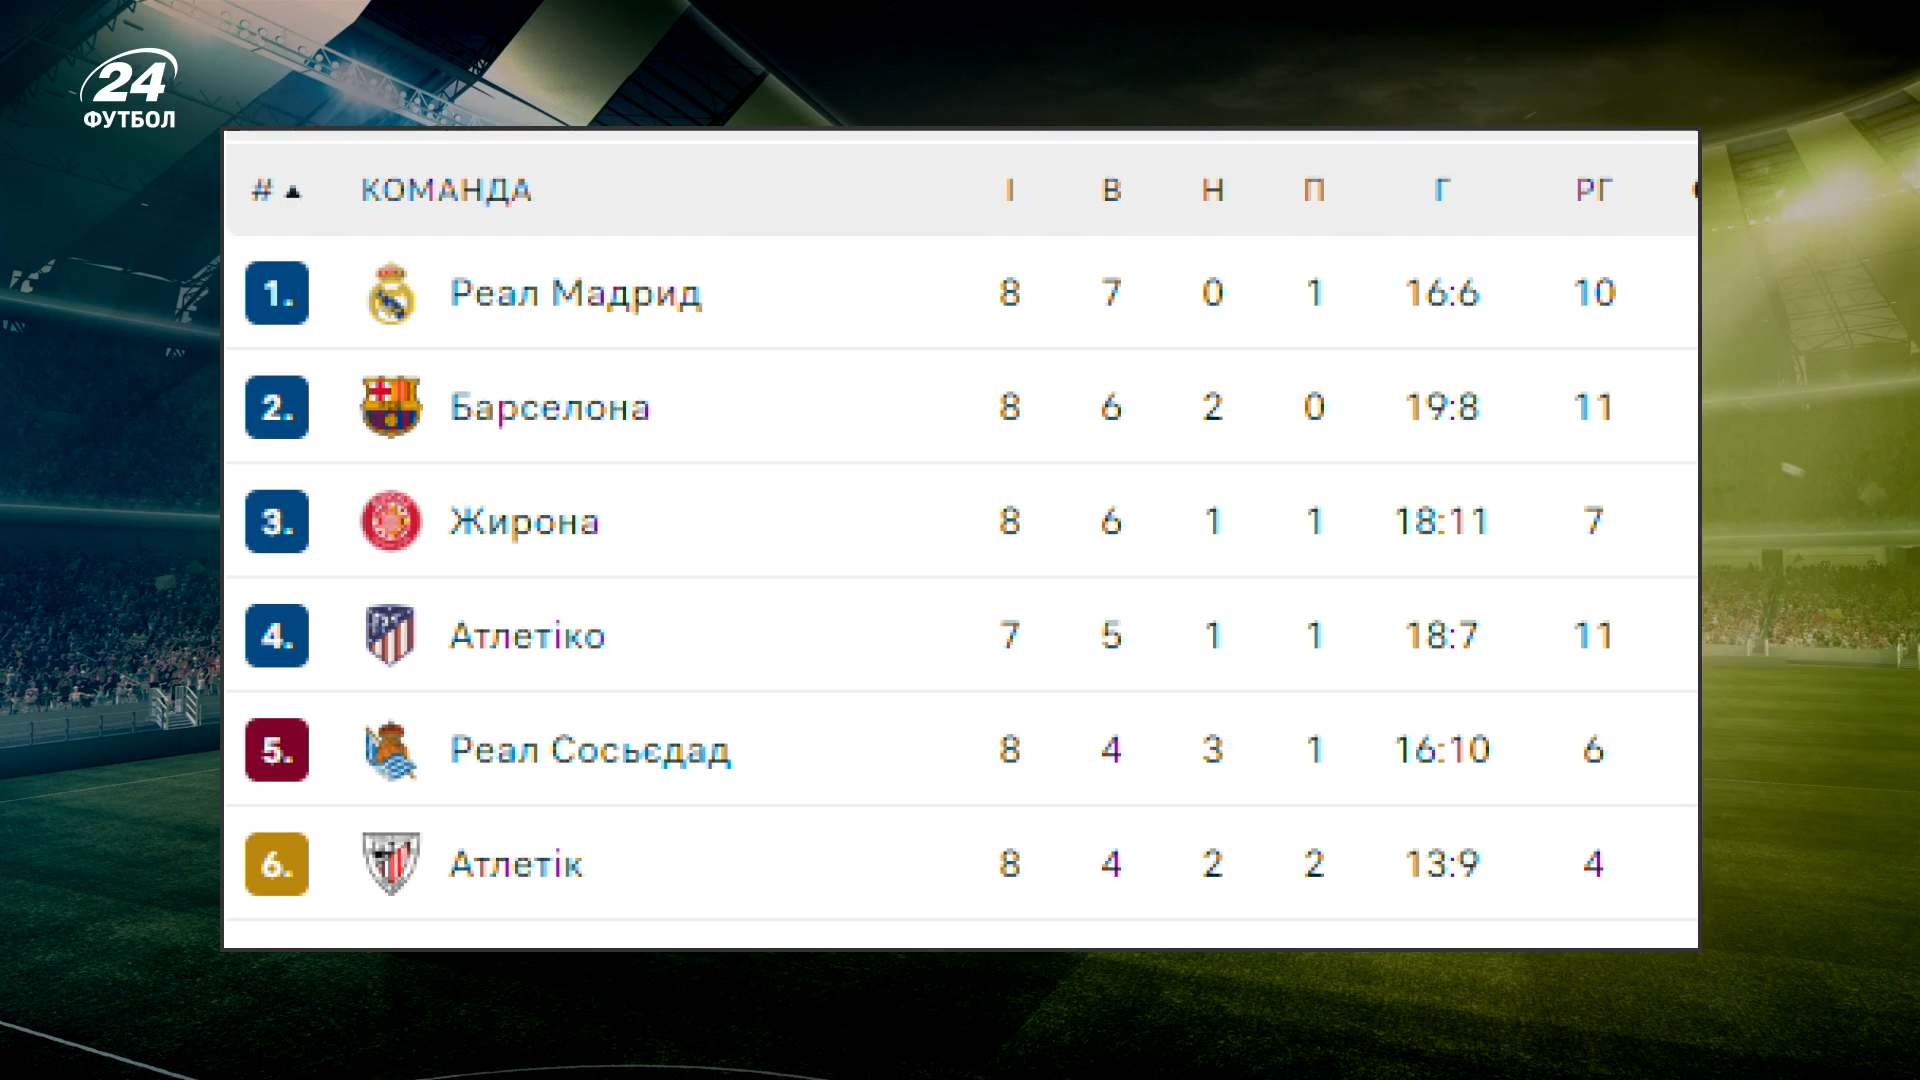 24
ФУТБОЛ
# ▲ КОМАНДА І В Н П Г РГ
1. Реал Мадрид 8 7 0 1 16:6 10
2. Барселона 8 6 2 0 19:8 11
3. Жирона 8 6 1 1 18:11 7
4. Атлетіко 7 5 1 1 18:7 11
5. Реал Сосьєдад 8 4 3 1 16:10 6
6. Атлетік 8 4 2 2 13:9 4